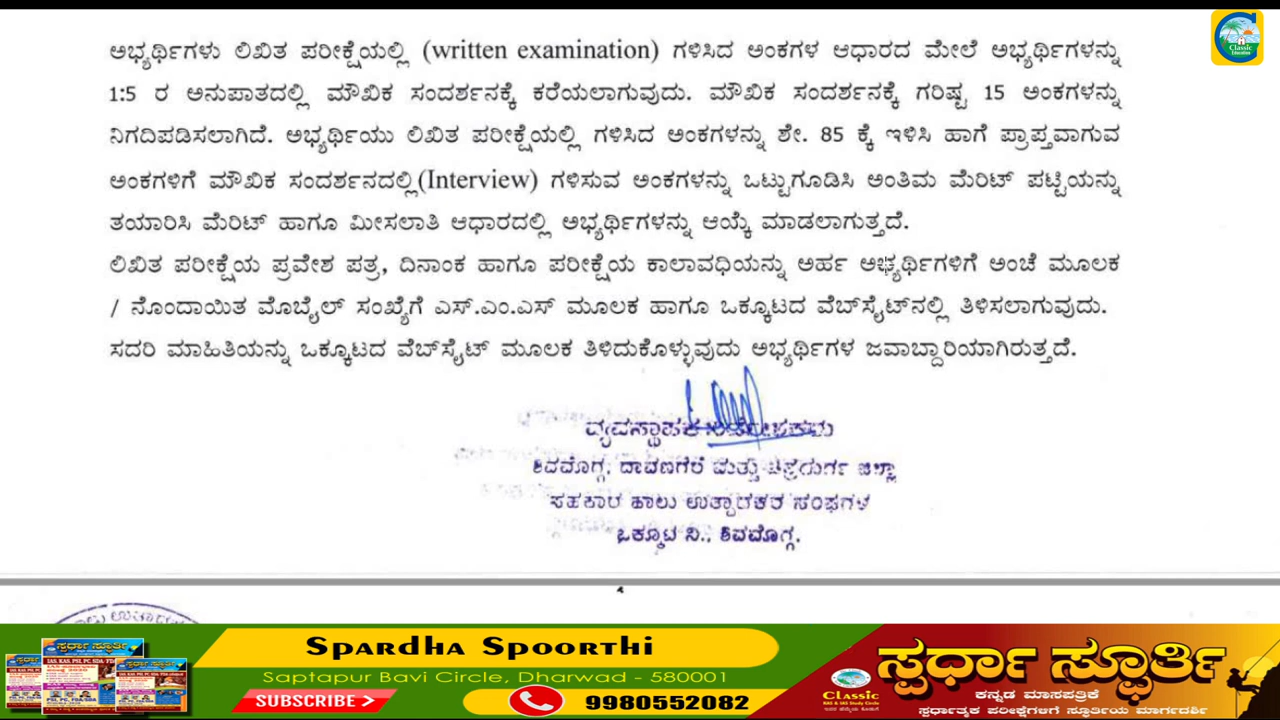 ಅಭ್ಯರ್ಥಿಗಳು ಲಿಖಿತ ಪರೀಕ್ಷೆಯಲ್ಲಿ (written examination) ಗಳಿಸಿದ ಅಂಕಗಳ ಆಧಾರದ ಮೇಲೆ ಅಭ್ಯರ್ಥಿಗಳನ್ನು
1:5 ರ ಅನುಪಾತದಲ್ಲಿ ಮೌಖಿಕ ಸಂದರ್ಶನಕ್ಕೆ ಕರೆಯಲಾಗುವುದು. ಮೌಖಿಕ ಸಂದರ್ಶನಕ್ಕೆ ಗರಿಷ್ಟ 15 ಅಂಕಗಳನ್ನು
ನಿಗದಿಪಡಿಸಲಾಗಿದೆ. ಅಭ್ಯರ್ಥಿಯು ಲಿಖಿತ ಪರೀಕ್ಷೆಯಲ್ಲಿ ಗಳಿಸಿದ ಅಂಕಗಳನ್ನು ಶೇ. 85 ಕ್ಕೆ ಇಳಿಸಿ ಹಾಗೆ ಪ್ರಾಪ್ತವಾಗುವ
ಅಂಕಗಳಿಗೆ ಮೌಖಿಕ ಸಂದರ್ಶನದಲ್ಲಿ(Interview) ಗಳಿಸುವ ಅಂಕಗಳನ್ನು ಒಟ್ಟುಗೂಡಿಸಿ ಅಂತಿಮ ಮೆರಿಟ್ ಪಟ್ಟಿಯನ್ನು
ತಯಾರಿಸಿ ಮೆರಿಟ್ ಹಾಗೂ ಮೀಸಲಾತಿ ಆಧಾರದಲ್ಲಿ ಅಭ್ಯರ್ಥಿಗಳನ್ನು ಆಯ್ಕೆ ಮಾಡಲಾಗುತ್ತದೆ.
ಲಿಖಿತ ಪರೀಕ್ಷೆಯ ಪ್ರವೇಶ ಪತ್ರ, ದಿನಾಂಕ ಹಾಗೂ ಪರೀಕ್ಷೆಯ ಕಾಲಾವಧಿಯನ್ನು ಅರ್ಹ ಅಭ್ಯರ್ಥಿಗಳಿಗೆ ಅಂಚೆ ಮೂಲಕ
/ ನೊಂದಾಯಿತ ಮೊಬೈಲ್ ಸಂಖ್ಯೆಗೆ ಎಸ್.ಎಂ.ಎಸ್ ಮೂಲಕ ಹಾಗೂ ಒಕ್ಕೂಟದ ವೆಬ್‌ಸೈಟ್‌ನಲ್ಲಿ ತಿಳಿಸಲಾಗುವುದು.
ಸದರಿ ಮಾಹಿತಿಯನ್ನು ಒಕ್ಕೂಟದ ವೆಬ್‌ಸೈಟ್ ಮೂಲಕ ತಿಳಿದುಕೊಳ್ಳುವುದು ಅಭ್ಯರ್ಥಿಗಳ ಜವಾಬ್ದಾರಿಯಾಗಿರುತ್ತದೆ.
ವ್ಯವಸ್ಥಾಪಕ
ಶಿವಮೊಗ್ಗ, ದಾವಣಗೆರೆ ಮತ್ತು ಚಿತ್ರದುರ್ಗ ಜಿಲ್ಲಾ
ಸಹಕಾರ ಹಾಲು ಉತ್ಪಾದಕರ ಸಂಘಗಳ
ಒಕ್ಕೂಟ ನಿ., ಶಿವಮೊಗ್ಗ.
4
Classic
Education
Spardha Spoorthi
Saptapur Bavi Circle, Dharwad - 580001
SUBSCRIBE >
9980552082
Classic
ಸ್ಪರ್ಧಾ ಸ್ಫೂರ್ತಿ
ಕನ್ನಡ ಮಾಸಪತ್ರಿಕೆ
ಸ್ಪರ್ಧಾತ್ಮಕ ಪರೀಕ್ಷೆಗಳಿಗೆ ಸ್ಫೂರ್ತಿಯ ಮಾರ್ಗದರ್ಶಿ